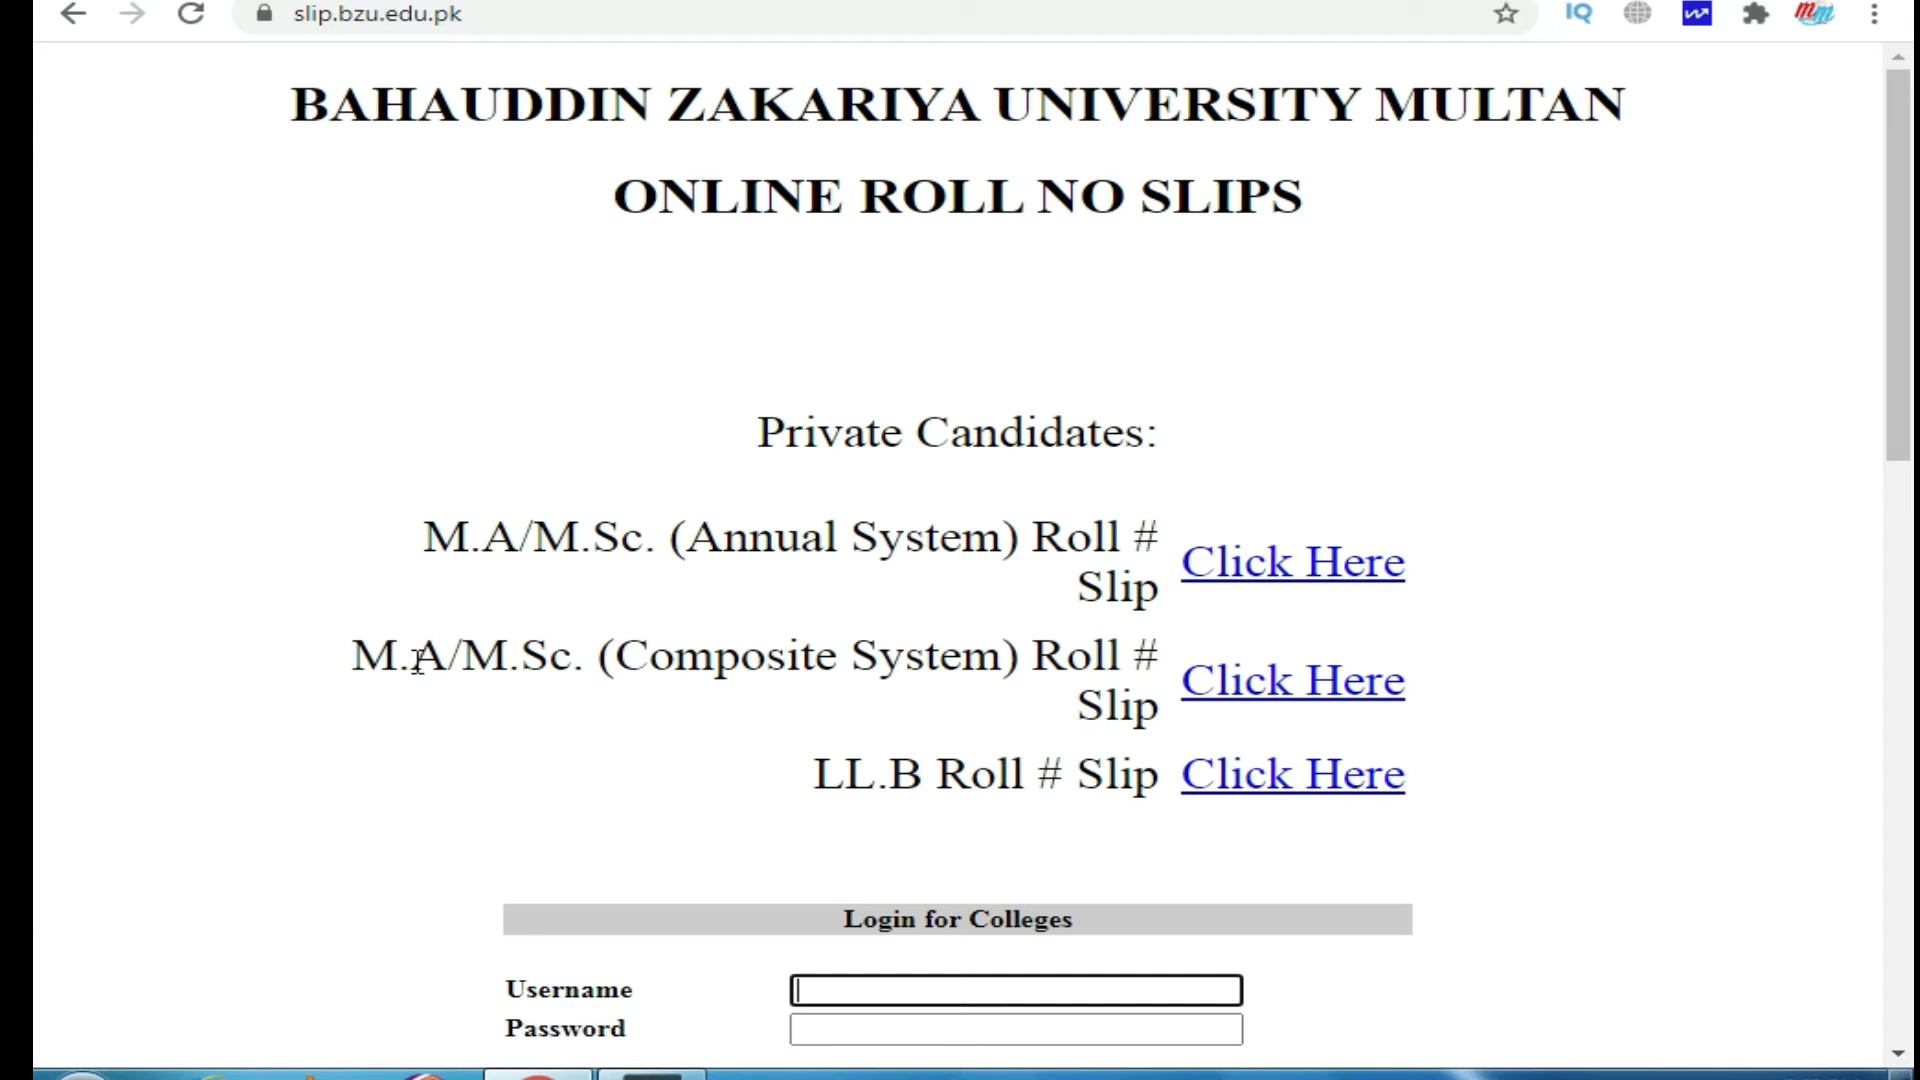 slip.bzu.edu.pk
IQ
BAHAUDDIN ZAKARIYA UNIVERSITY MULTAN
ONLINE ROLL NO SLIPS
Private Candidates:
M.A/M.Sc. (Annual System) Roll #
Slip Click Here
M.A/M.Sc. (Composite System) Roll #
Slip Click Here
LL.B Roll # Slip Click Here
Login for Colleges
Username
Password